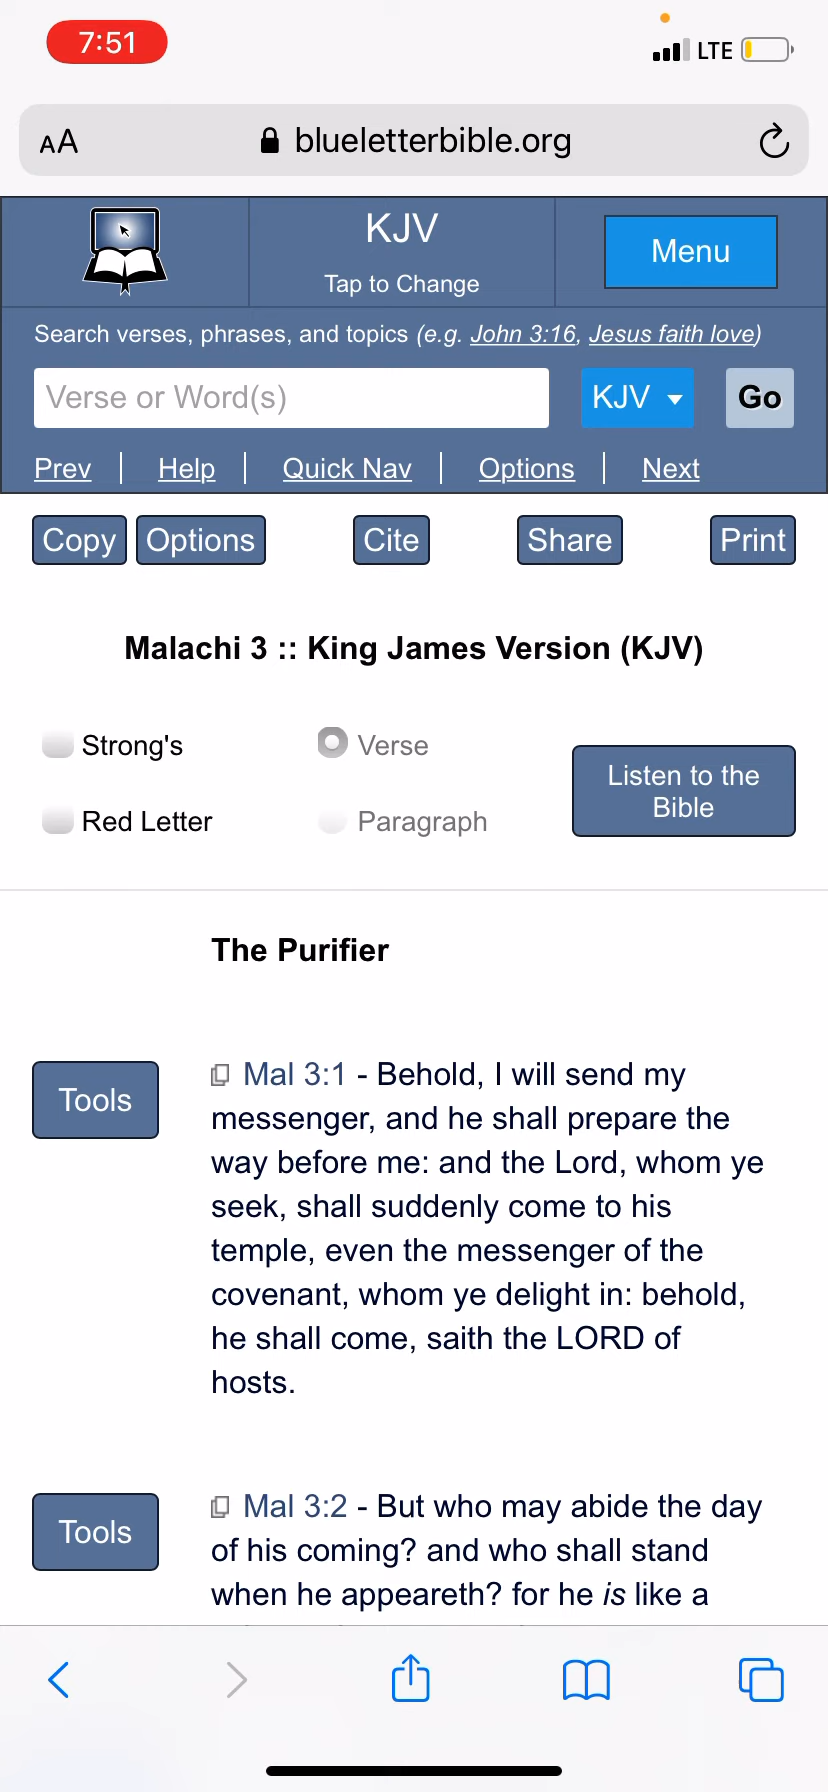 7:51
LTE
AA
blueletterbible.org
KJV
Tap to Change
Menu
Search verses, phrases, and topics (e.g. John 3:16, Jesus faith love)
Verse or Word(s)
KJV
Go
Prev | Help | Quick Nav | Options | Next
Copy
Options
Cite
Share
Print
Malachi 3 :: King James Version (KJV)
Strong's
Verse
Red Letter
Paragraph
Listen to the
Bible
The Purifier
Tools
Mal 3:1 - Behold, I will send my
messenger, and he shall prepare the
way before me: and the Lord, whom ye
seek, shall suddenly come to his
temple, even the messenger of the
covenant, whom ye delight in: behold,
he shall come, saith the LORD of
hosts.
Tools
Mal 3:2 - But who may abide the day
of his coming? and who shall stand
when he appeareth? for he is like a